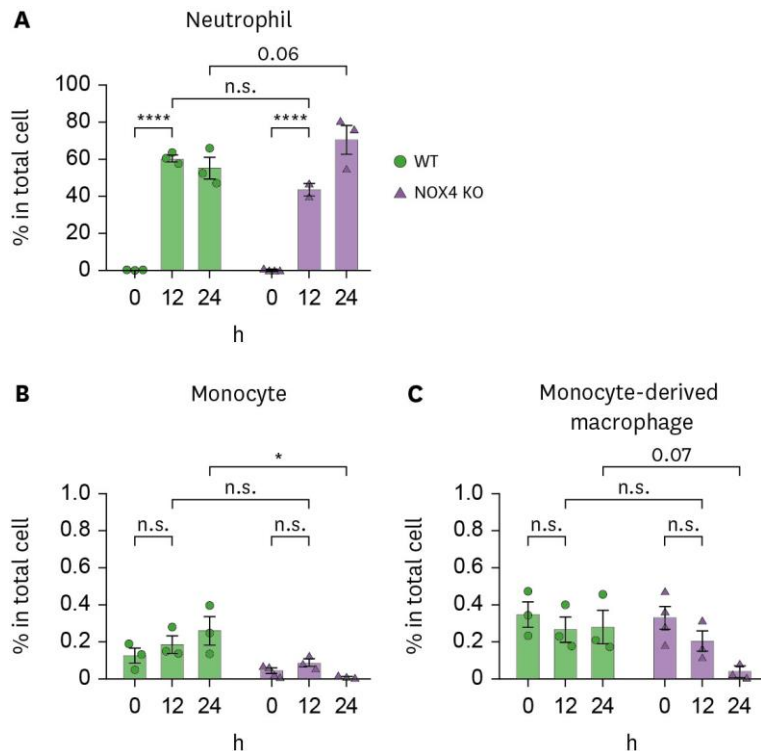 A
Neutrophil
0.06
n.s.
****
****
100
80
60
40
20
0
% in total cell
0 12 24 0 12 24
h
WT
NOX4 KO
B
Monocyte
*
n.s.
n.s.
n.s.
1.0
0.8
0.6
0.4
0.2
0
% in total cell
0 12 24 0 12 24
h
C
Monocyte-derived
macrophage
0.07
n.s.
n.s.
n.s.
1.0
0.8
0.6
0.4
0.2
0
% in total cell
0 12 24 0 12 24
h